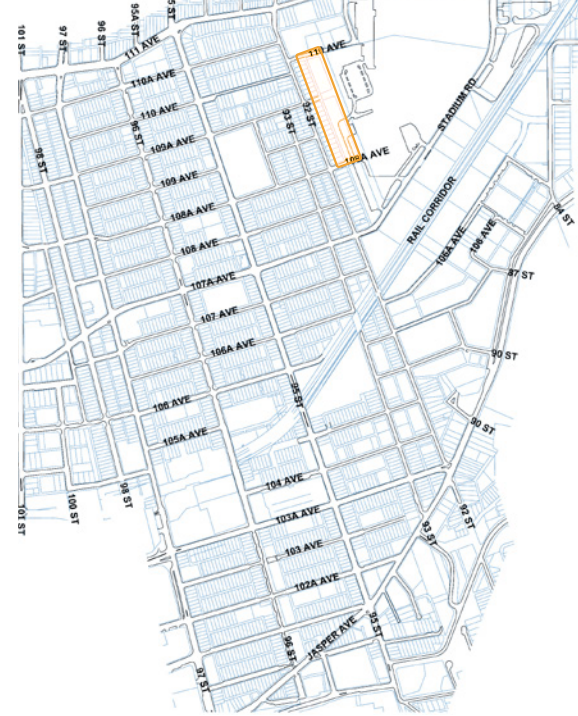 95 ST
95A ST
96 ST
97 ST
101 ST
111 AVE
110A AVE
110 AVE
110 AVE
96 ST
109A AVE
98 ST
93 ST
92 ST
STADIUM RD
109 AVE
108A AVE
108 AVE
RAIL CORRIDOR
84 ST
106A AVE
106 AVE
87 ST
107A AVE
107 AVE
106A AVE
90 ST
95 ST
106 AVE
105A AVE
90 ST
104 AVE
98 ST
100 ST
101 ST
103A AVE
92 ST
93 ST
103 AVE
102A AVE
JASPER AVE
95 ST
96 ST
97 ST